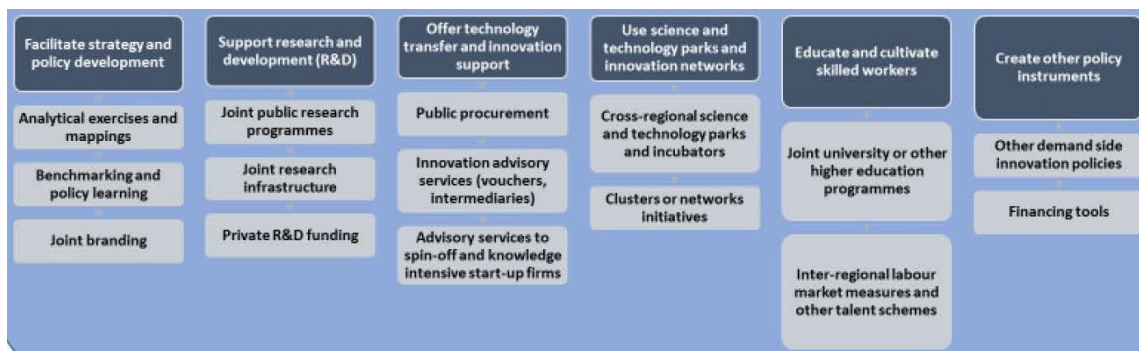 Facilitate strategy and
policy development
Analytical exercises and
mappings
Benchmarking and
policy learning
Joint branding
Support research and
development (R&D)
Joint public research
programmes
Joint research
infrastructure
Private R&D funding
Offer technology
transfer and innovation
support
Public procurement
Innovation advisory
services (vouchers,
intermediaries)
Advisory services to
spin-off and knowledge
intensive start-up firms
Use science and
technology parks and
innovation networks
Cross-regional science
and technology parks
and incubators
Clusters or networks
initiatives
Educate and cultivate
skilled workers
Joint university or other
higher education
programmes
Inter-regional labour
market measures and
other talent schemes
Create other policy
instruments
Other demand side
innovation policies
Financing tools